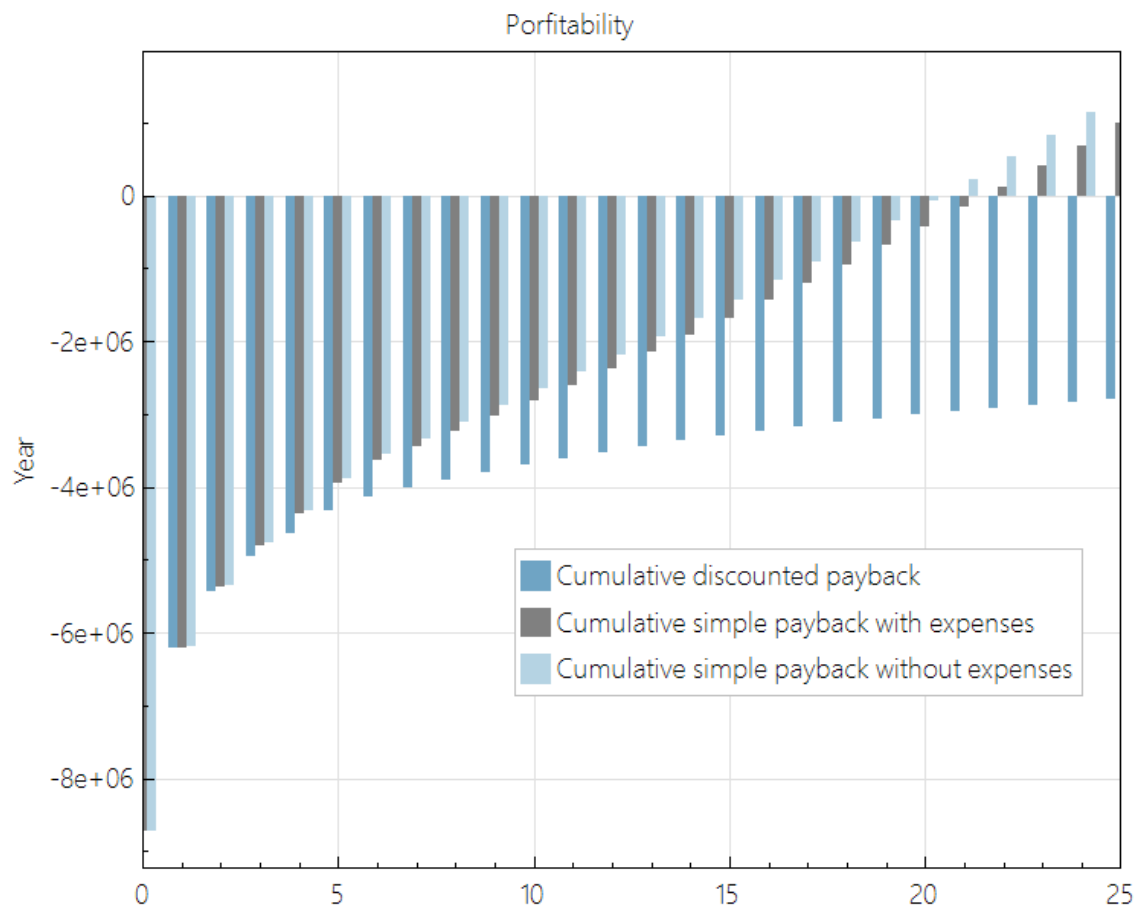 Porfitability
0
-2e+06
-4e+06
-6e+06
-8e+06
Year
Cumulative discounted payback
Cumulative simple payback with expenses
Cumulative simple payback without expenses
0 5 10 15 20 25